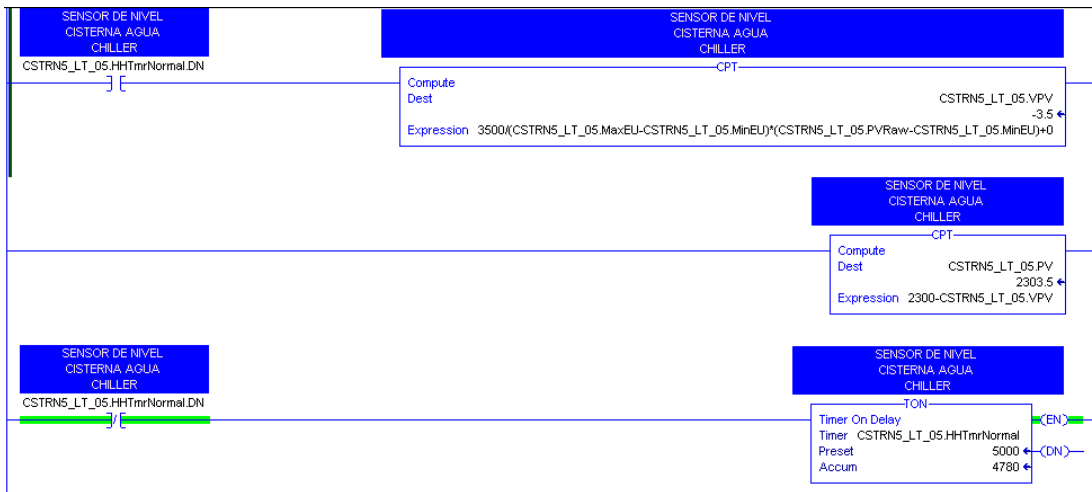 SENSOR DE NIVEL
CISTERNA AGUA
CHILLER
CSTRN5_LT_05.HHTmrNormal.DN
SENSOR DE NIVEL
CISTERNA AGUA
CHILLER
CPT
Compute
Dest CSTRN5_LT_05.VPV
-3.5
Expression 3500/(CSTRN5_LT_05.MaxEU-CSTRN5_LT_05.MinEU)*(CSTRN5_LT_05.PVRaw-CSTRN5_LT_05.MinEU)+0
SENSOR DE NIVEL
CISTERNA AGUA
CHILLER
CPT
Compute
Dest CSTRN5_LT_05.PV
2303.5
Expression 2300-CSTRN5_LT_05.VPV
SENSOR DE NIVEL
CISTERNA AGUA
CHILLER
CSTRN5_LT_05.HHTmrNormal.DN
SENSOR DE NIVEL
CISTERNA AGUA
CHILLER
TON
Timer On Delay (EN)
Timer CSTRN5_LT_05.HHTmrNormal
Preset 5000 (DN)
Accum 4780